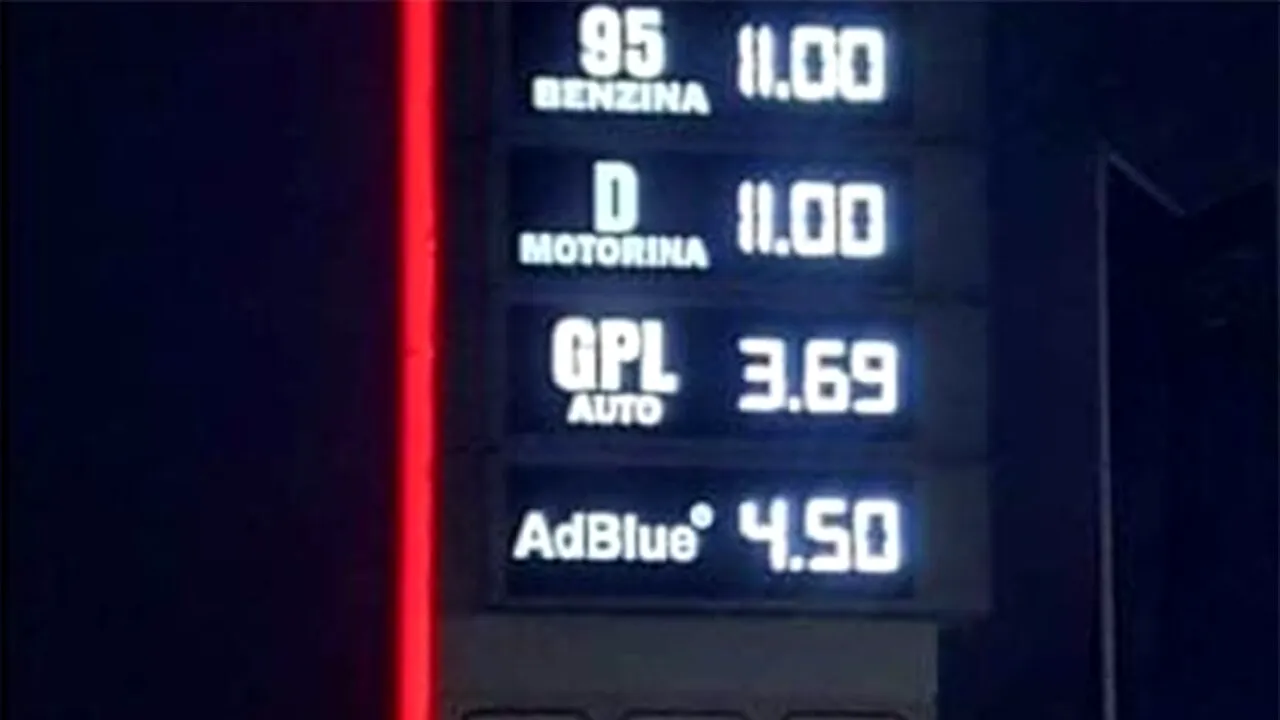 95 11.00
BENZINA
D 11.00
MOTORINA
GPL 3.69
AUTO
AdBlue® 4.50